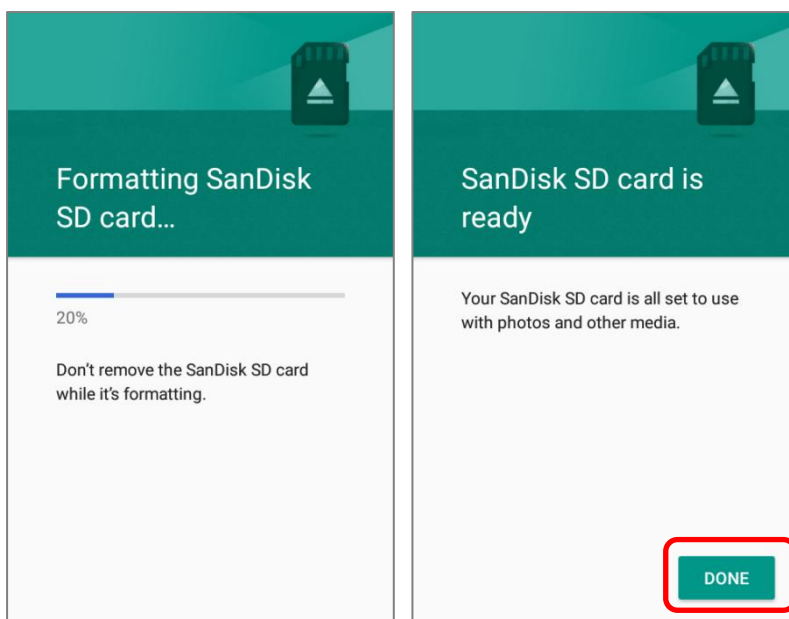 Formatting SanDisk
SD card…
20%
Don't remove the SanDisk SD card
while it's formatting.
SanDisk SD card is
ready
Your SanDisk SD card is all set to use
with photos and other media.
DONE